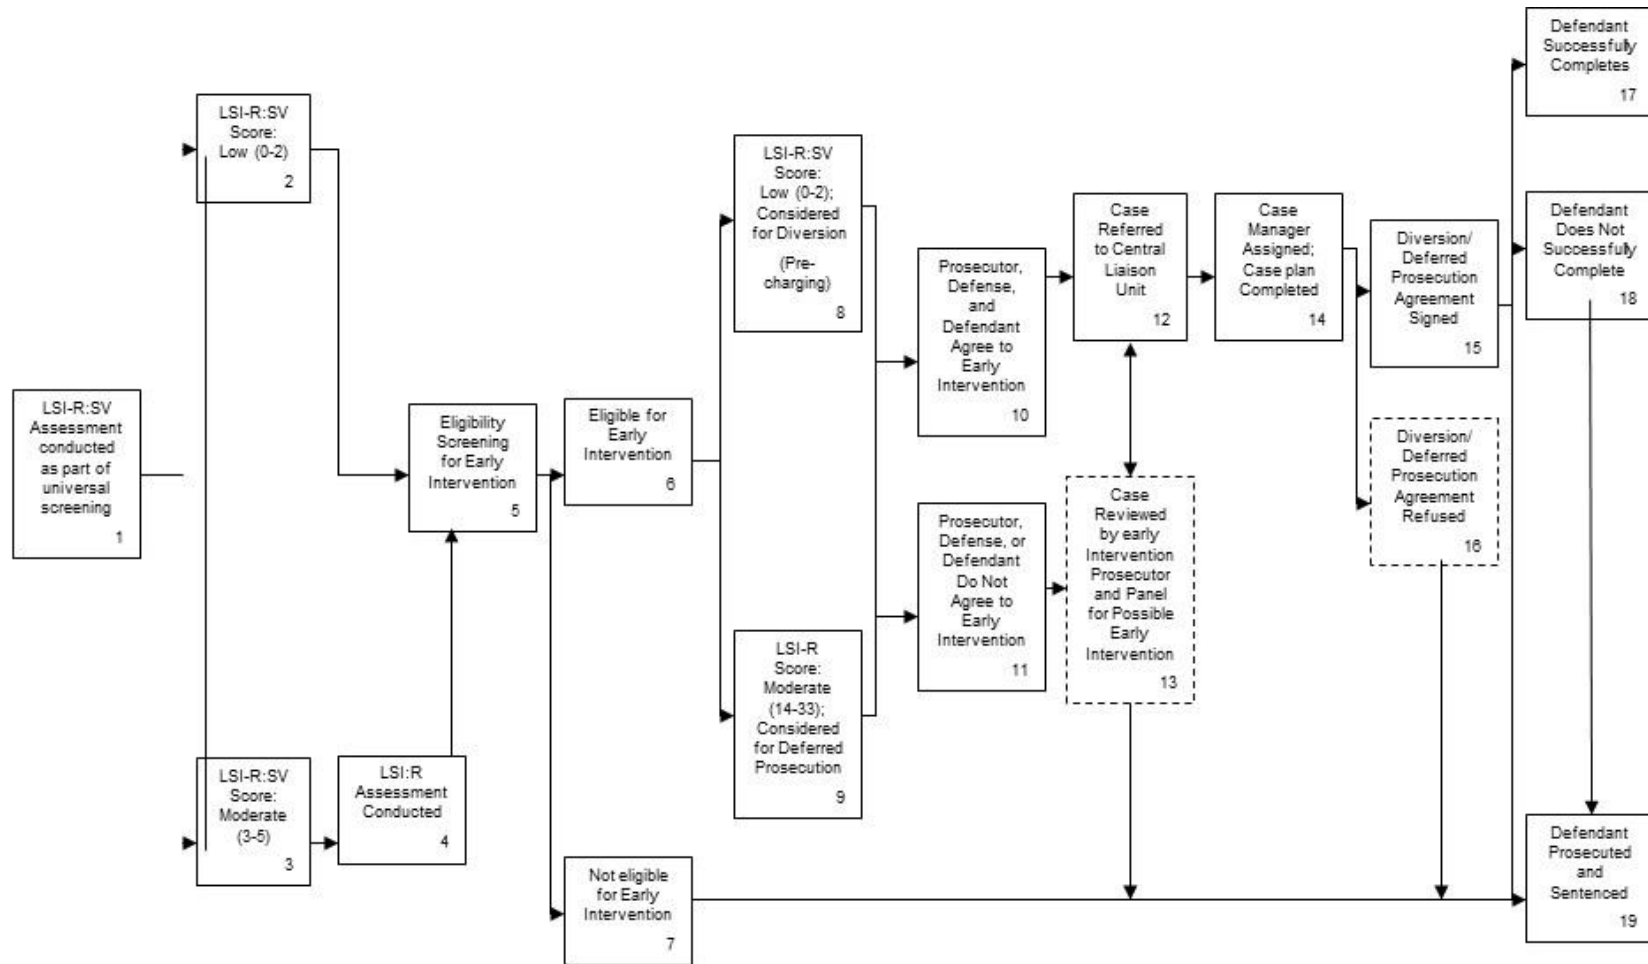 LSI-R:SV
Assessment
conducted
as part of
universal
screening
1
LSI-R:SV
Score:
Low (0-2)
2
LSI-R:SV
Score:
Moderate
(3-5)
3
LSI:R
Assessment
Conducted
4
Eligibility
Screening
for Early
Intervention
5
Eligible for
Early
Intervention
6
Not eligible
for Early
Intervention
7
LSI-R:SV
Score:
Low (0-2);
Considered
for Diversion
(Pre-
charging)
8
LSI-R
Score:
Moderate
(14-33);
Considered
for Deferred
Prosecution
9
Prosecutor,
Defense,
and
Defendant
Agree to
Early
Intervention
10
Prosecutor,
Defense, or
Defendant
Do Not
Agree to
Early
Intervention
11
Case
Referred
to Central
Liaison
Unit
12
Case
Reviewed
by early
Intervention
Prosecutor
and Panel
for Possible
Early
Intervention
13
Case
Manager
Assigned;
Case plan
Completed
14
Diversion/
Deferred
Prosecution
Agreement
Signed
15
Diversion/
Deferred
Prosecution
Agreement
Refused
16
Defendant
Successfully
Completes
17
Defendant
Does Not
Successfully
Complete
18
Defendant
Prosecuted
and
Sentenced
19